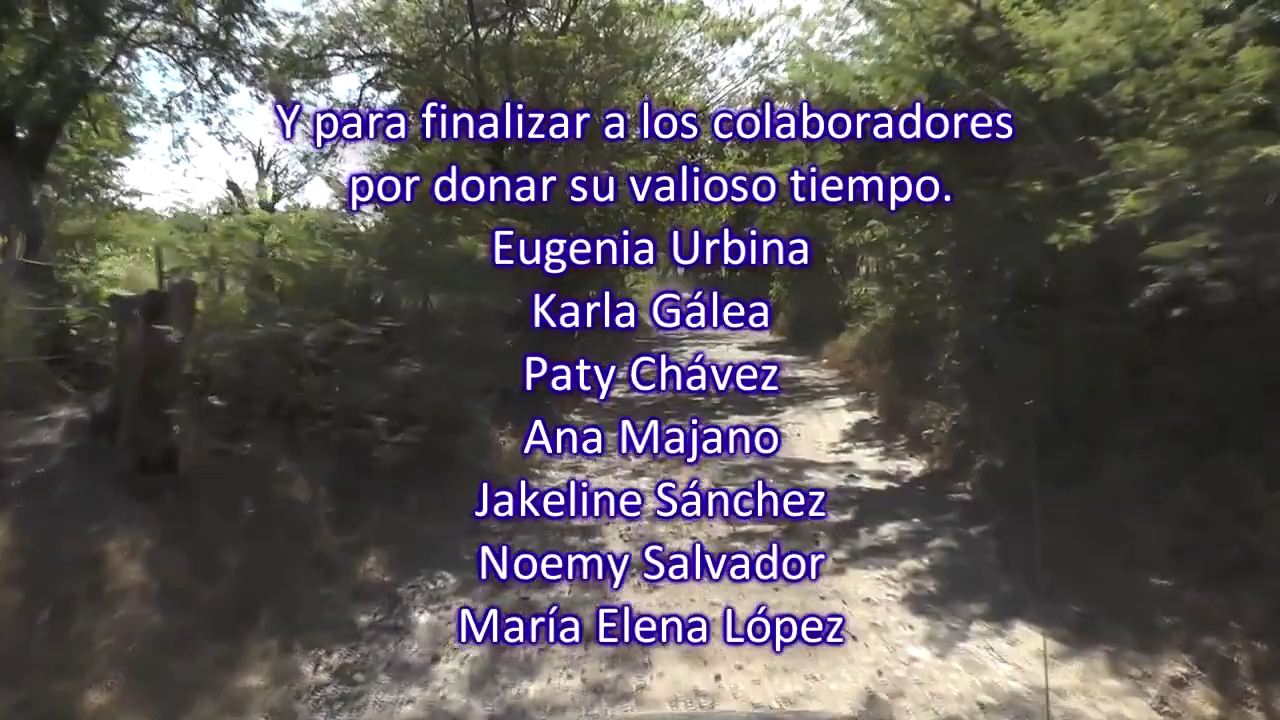 Y para finalizar a los colaboradores
por donar su valioso tiempo.
Eugenia Urbina
Karla Gálea
Paty Chávez
Ana Majano
Jakeline Sánchez
Noemy Salvador
María Elena López